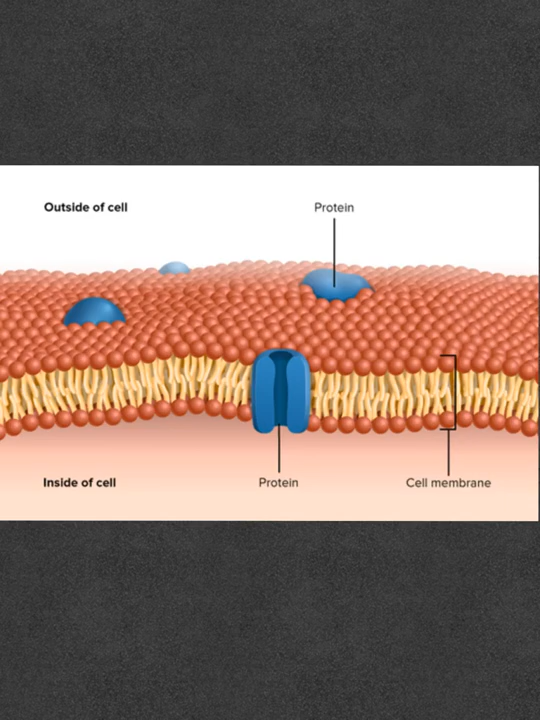 Outside of cell
Protein
Inside of cell
Protein
Cell membrane